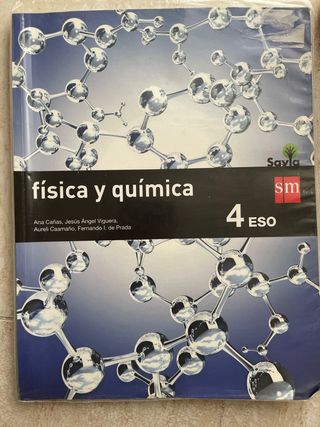 Savia
sm
física y química
Ana Cañas, Jesús Ángel Viguera,
Aureli Caamaño, Fernando I. de Prada
4 ESO